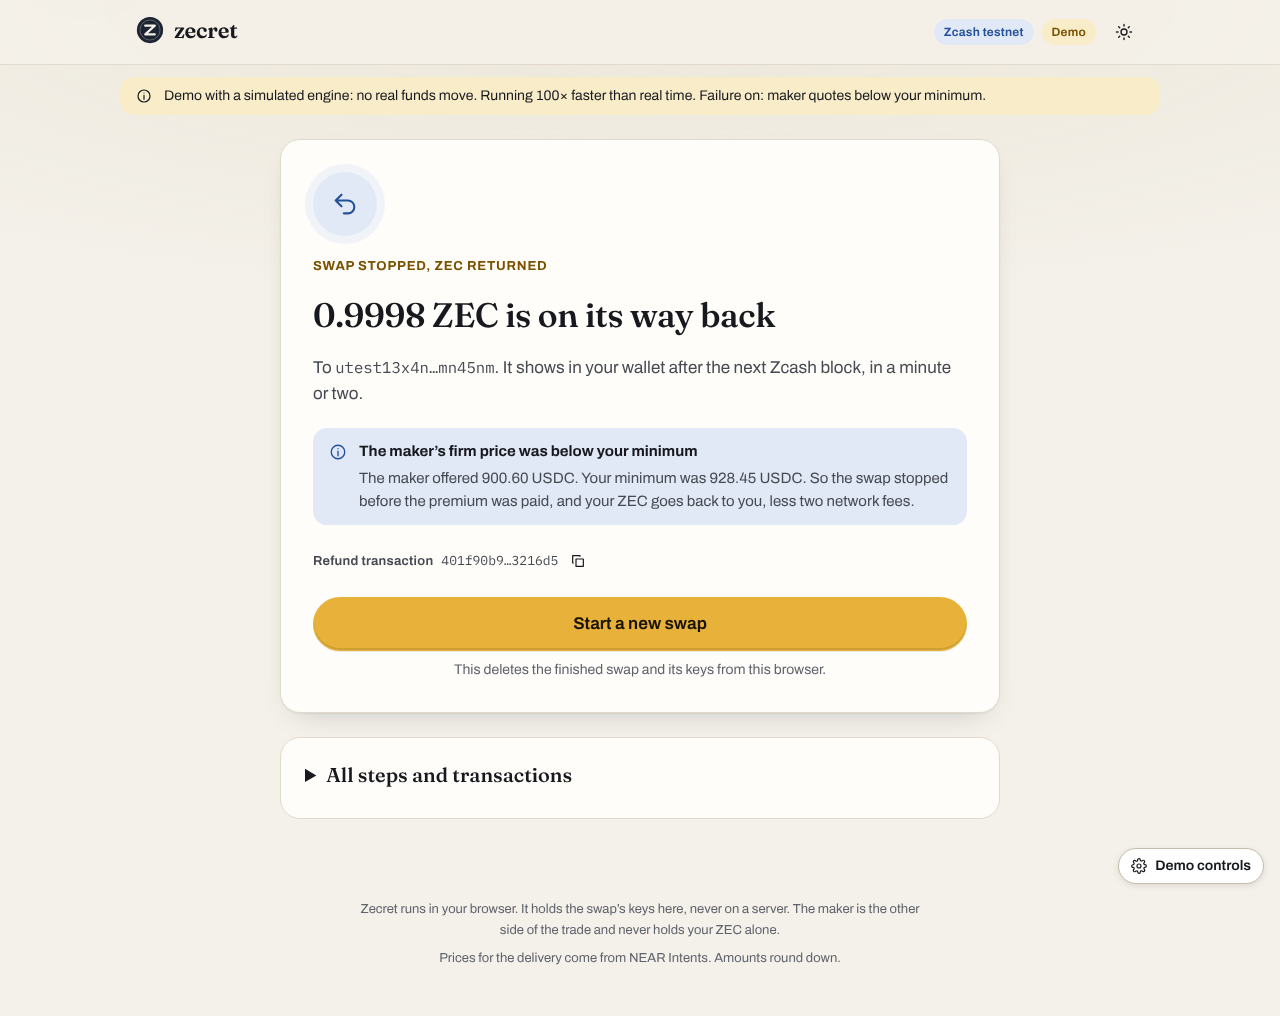 zecret
Zcash testnet
Demo
Demo with a simulated engine: no real funds move. Running 100× faster than real time. Failure on: maker quotes below your minimum.
SWAP STOPPED, ZEC RETURNED
0.9998 ZEC is on its way back
To utest13x4n…mn45nm. It shows in your wallet after the next Zcash block, in a minute
or two.
The maker’s firm price was below your minimum
The maker offered 900.60 USDC. Your minimum was 928.45 USDC. So the swap stopped
before the premium was paid, and your ZEC goes back to you, less two network fees.
Refund transaction 401f90b9…3216d5
Start a new swap
This deletes the finished swap and its keys from this browser.
All steps and transactions
Demo controls
Zecret runs in your browser. It holds the swap’s keys here, never on a server. The maker is the other
side of the trade and never holds your ZEC alone.
Prices for the delivery come from NEAR Intents. Amounts round down.